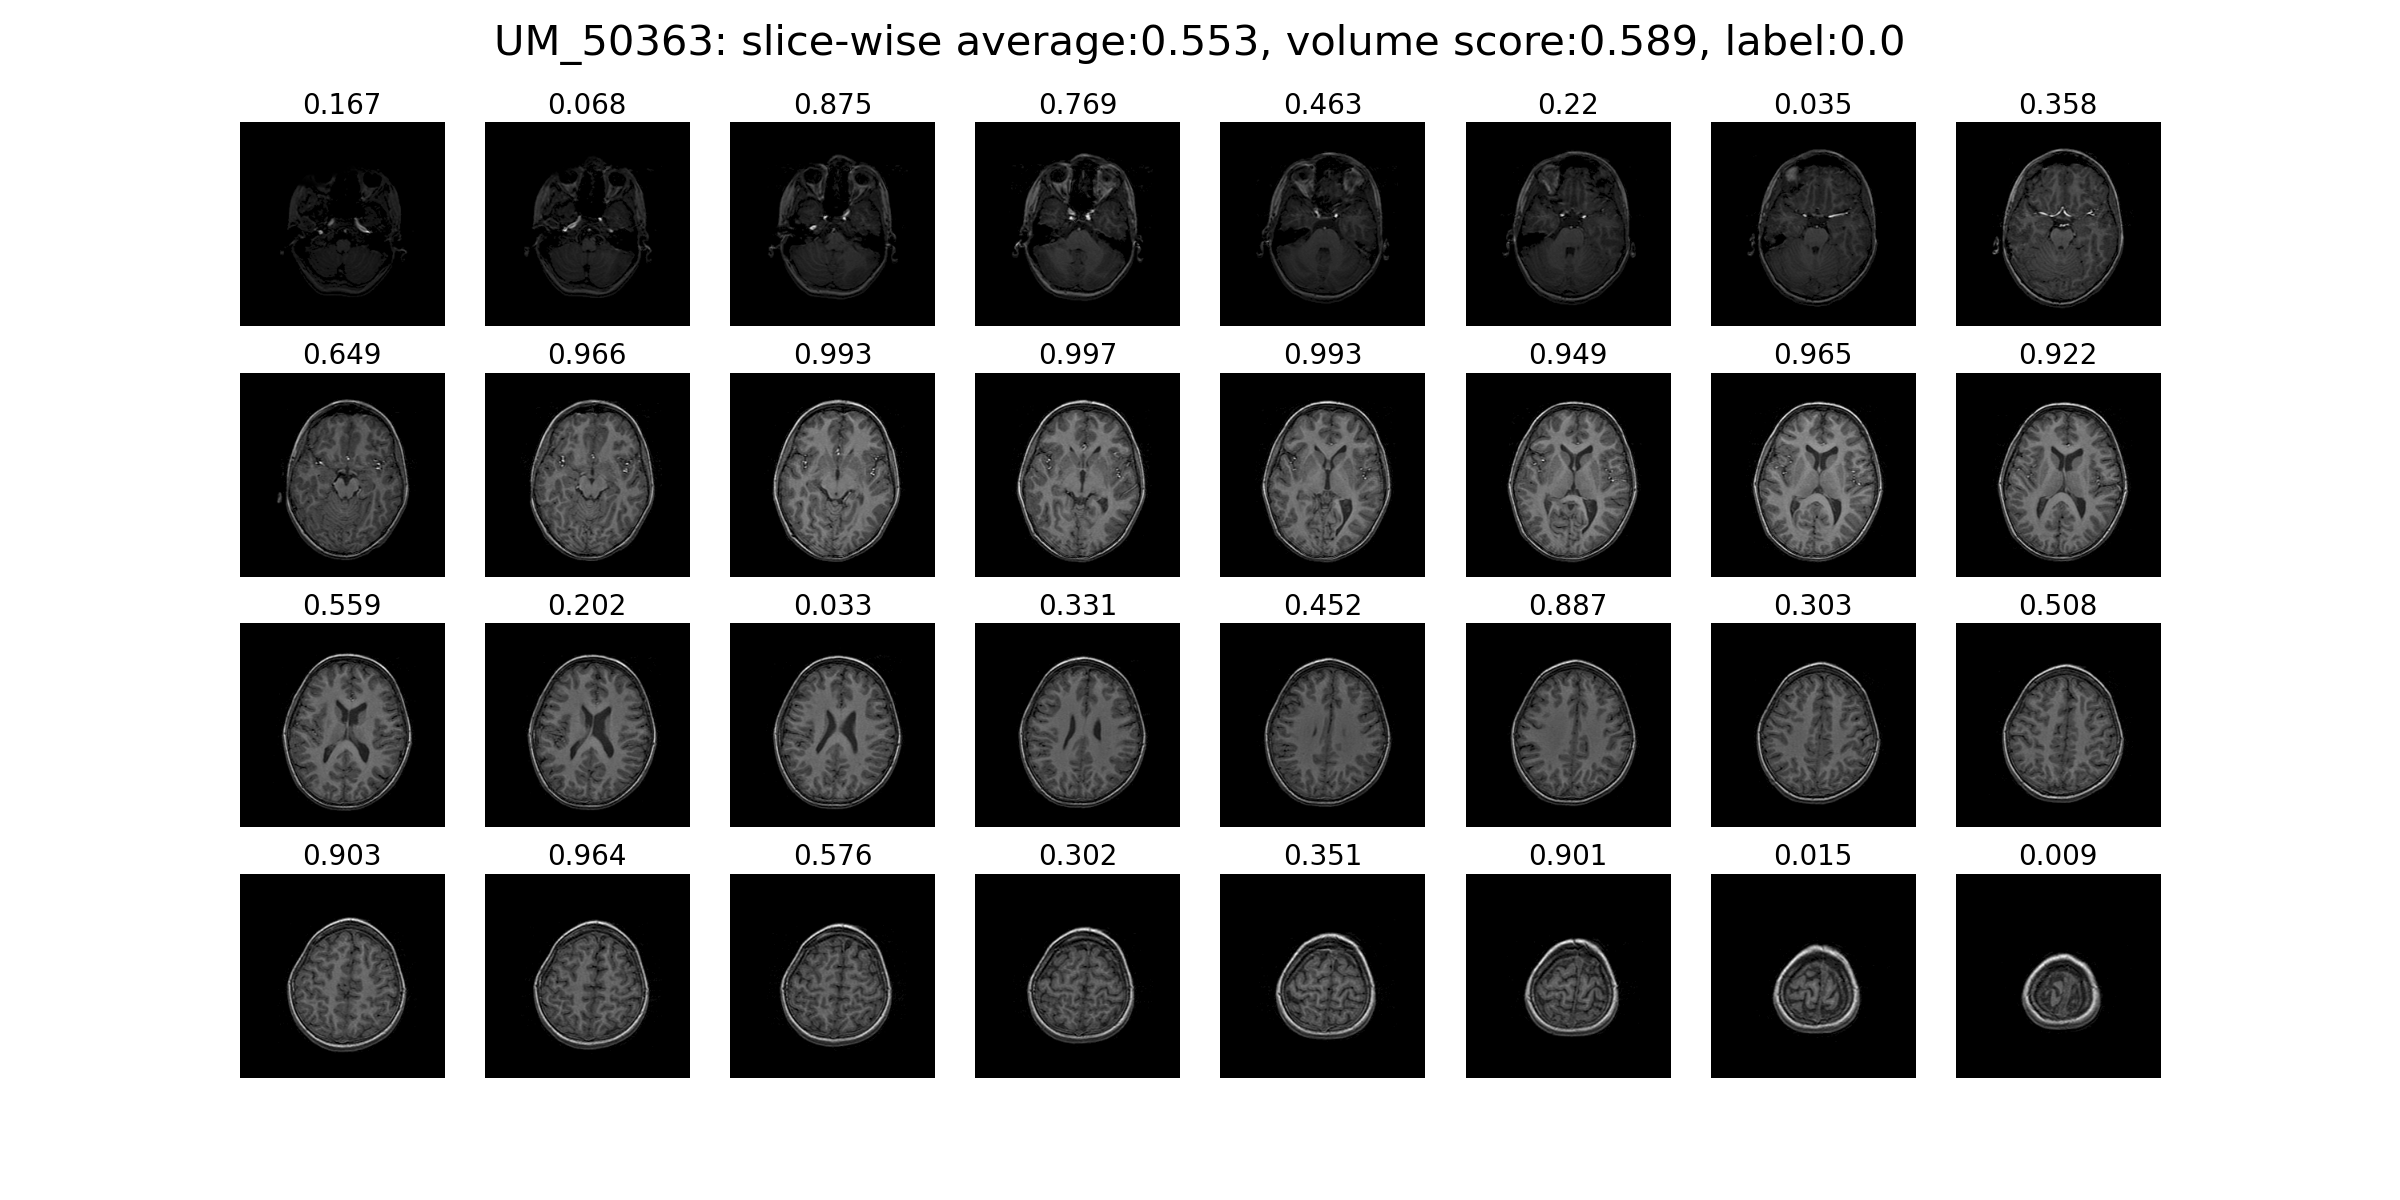 UM_50363: slice-wise average:0.553, volume score:0.589, label:0.0
0.167 0.068 0.875 0.769 0.463 0.22 0.035 0.358
0.649 0.966 0.993 0.997 0.993 0.949 0.965 0.922
0.559 0.202 0.033 0.331 0.452 0.887 0.303 0.508
0.903 0.964 0.576 0.302 0.351 0.901 0.015 0.009